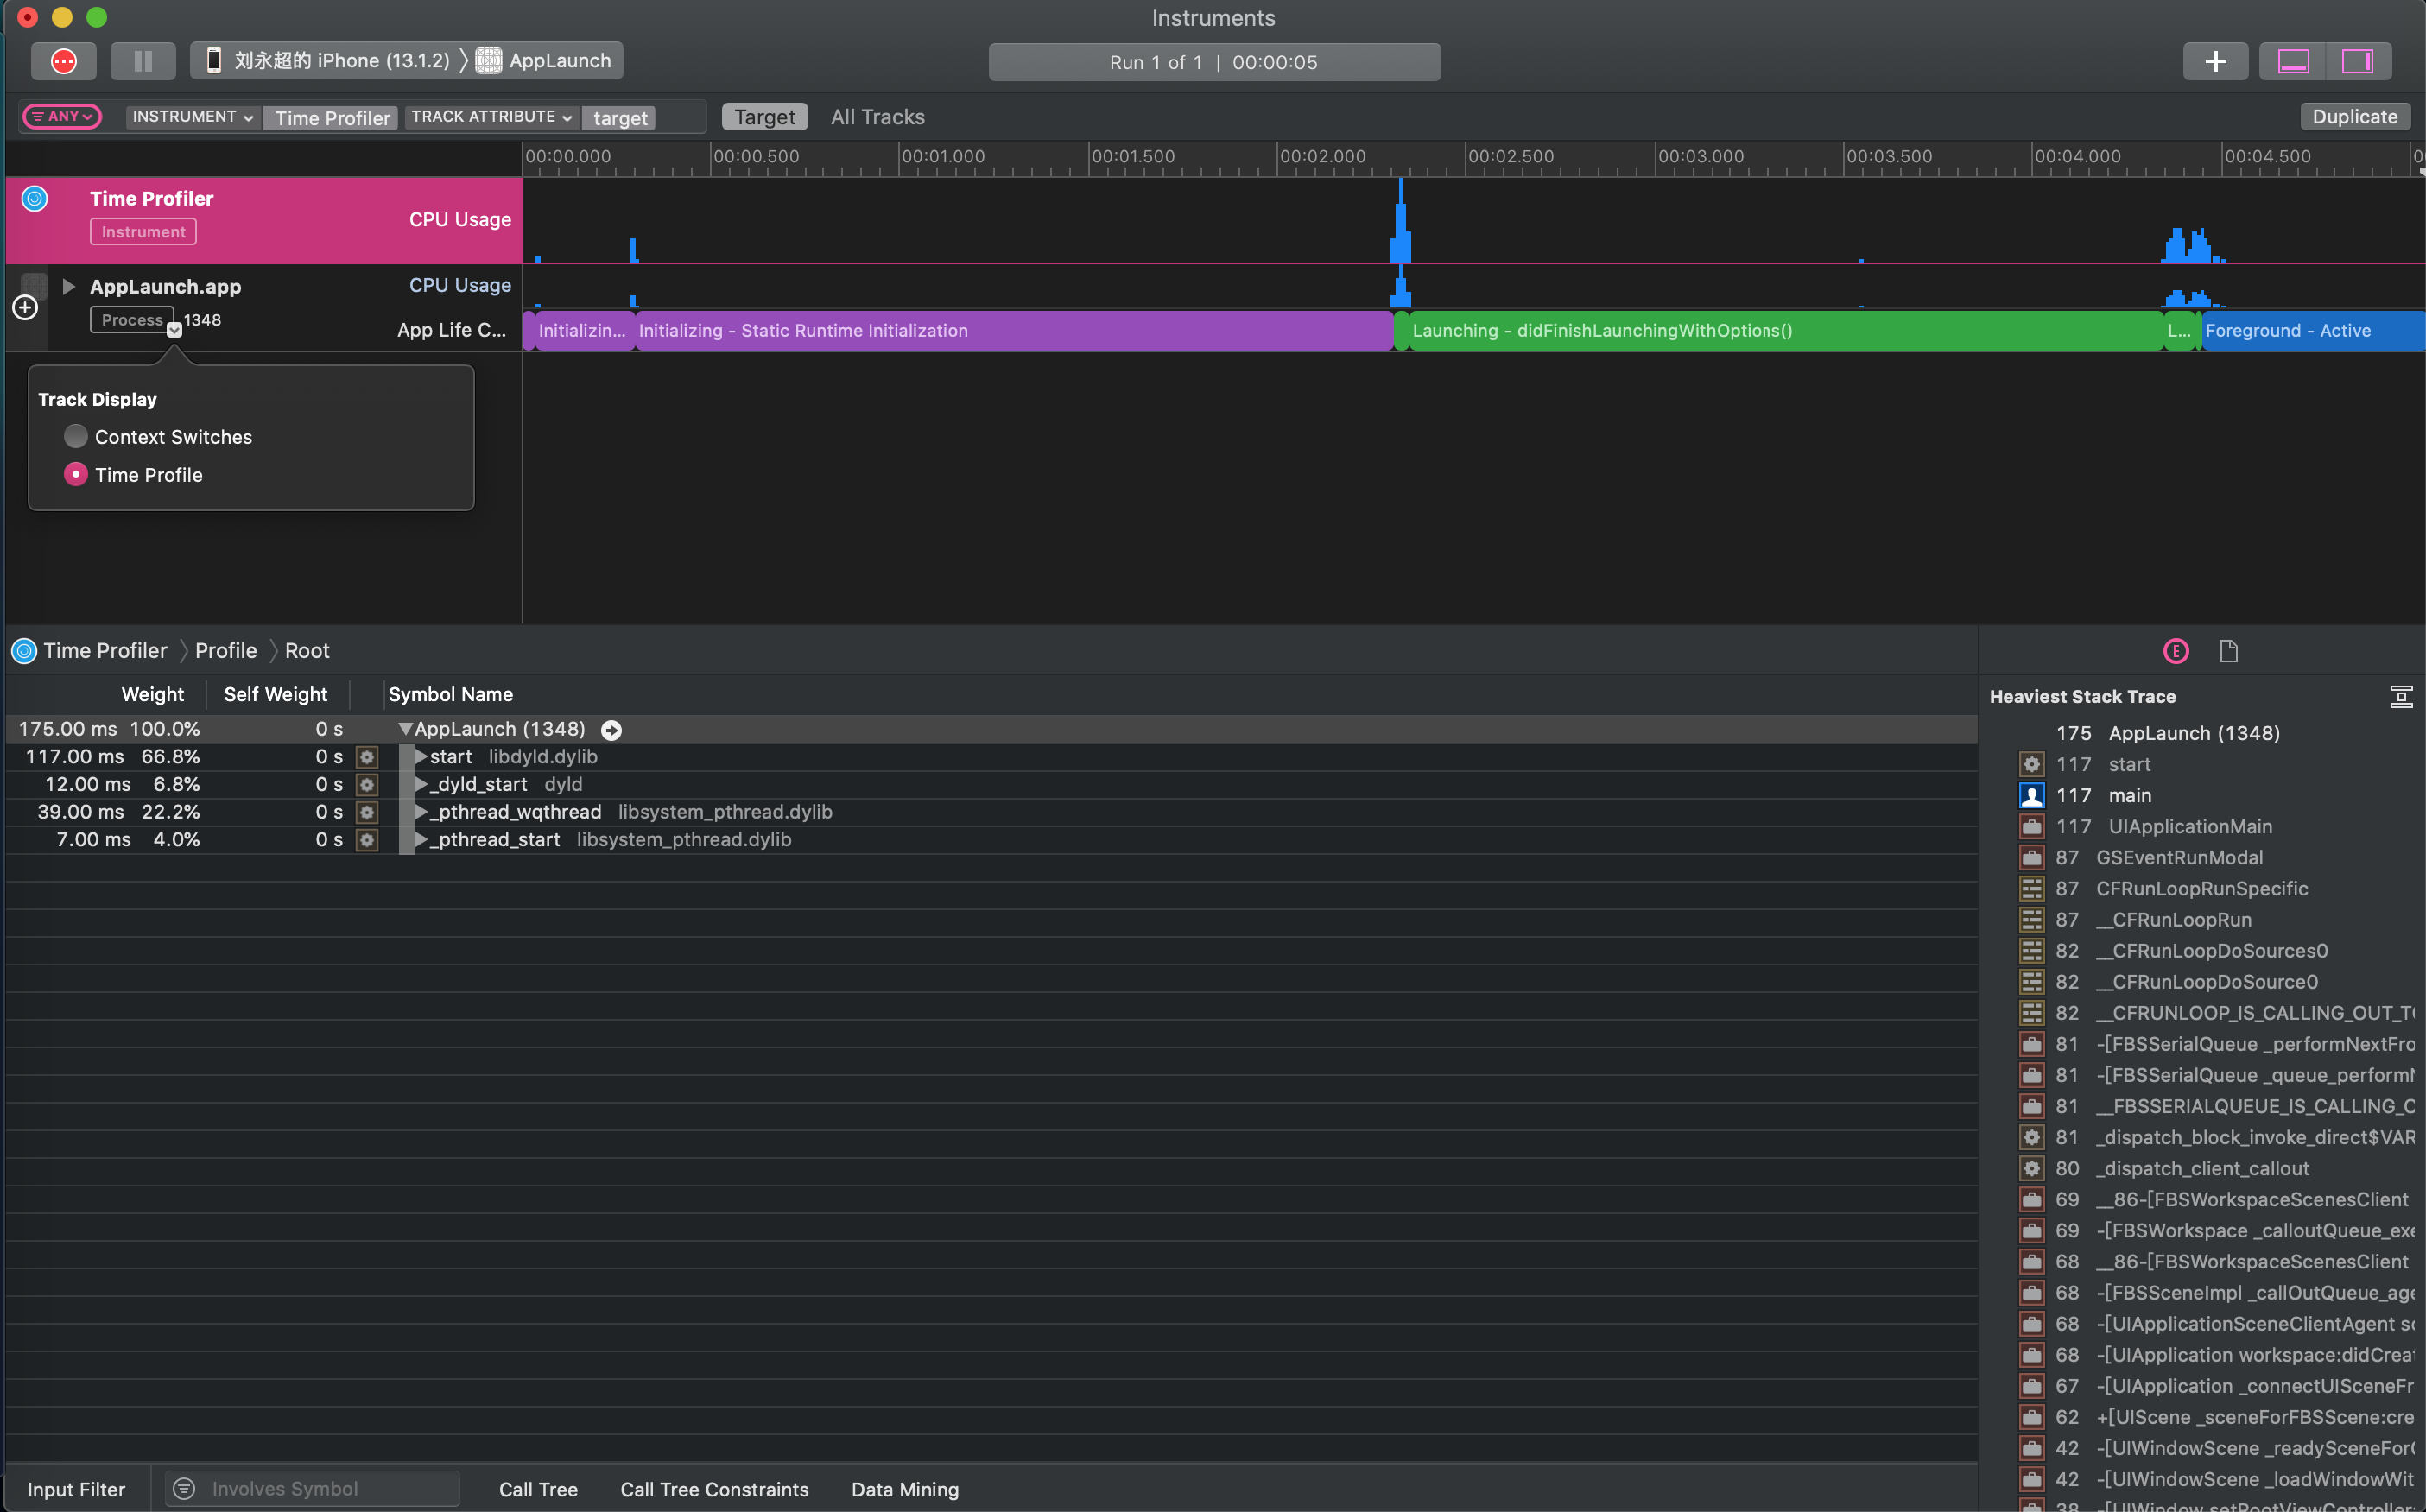 Instruments
刘永超的 iPhone (13.1.2) 〉 AppLaunch
Run 1 of 1 | 00:00:05
ANY INSTRUMENT Time Profiler TRACK ATTRIBUTE target Target All Tracks Duplicate
00:00.000 00:00.500 00:01.000 00:01.500 00:02.000 00:02.500 00:03.000 00:03.500 00:04.000 00:04.500
Time Profiler
CPU Usage
Instrument
AppLaunch.app
CPU Usage
Process 1348
App Life C...
Initializin... Initializing - Static Runtime Initialization Launching - didFinishLaunchingWithOptions() L... Foreground - Active
Track Display
Context Switches
Time Profile
Time Profiler 〉 Profile 〉 Root
Weight Self Weight Symbol Name
175.00 ms 100.0% 0 s AppLaunch (1348)
117.00 ms 66.8% 0 s start libdyld.dylib
12.00 ms 6.8% 0 s _dyld_start dyld
39.00 ms 22.2% 0 s _pthread_wqthread libsystem_pthread.dylib
7.00 ms 4.0% 0 s _pthread_start libsystem_pthread.dylib
E
Heaviest Stack Trace
175 AppLaunch (1348)
117 start
117 main
117 UIApplicationMain
87 GSEventRunModal
87 CFRunLoopRunSpecific
87 __CFRunLoopRun
82 __CFRunLoopDoSources0
82 __CFRunLoopDoSource0
82 __CFRUNLOOP_IS_CALLING_OUT_T
81 -[FBSSerialQueue _performNextFro
81 -[FBSSerialQueue _queue_perform
81 __FBSSERIALQUEUE_IS_CALLING_
81 _dispatch_block_invoke_direct$VAR
80 _dispatch_client_callout
69 __86-[FBSWorkspaceScenesClient
69 -[FBSWorkspace _calloutQueue_exe
68 __86-[FBSWorkspaceScenesClient
68 -[FBSSceneImpl _callOutQueue_age
68 -[UIApplicationSceneClientAgent sc
68 -[UIApplication workspace:didCreat
67 -[UIApplication _connectUISceneFr
62 +[UIScene _sceneForFBSScene:cre
42 -[UIWindowScene _readySceneFor
42 -[UIWindowScene _loadWindowWit
38 -[UIWindow setRootViewController:
Input Filter Involves Symbol Call Tree Call Tree Constraints Data Mining